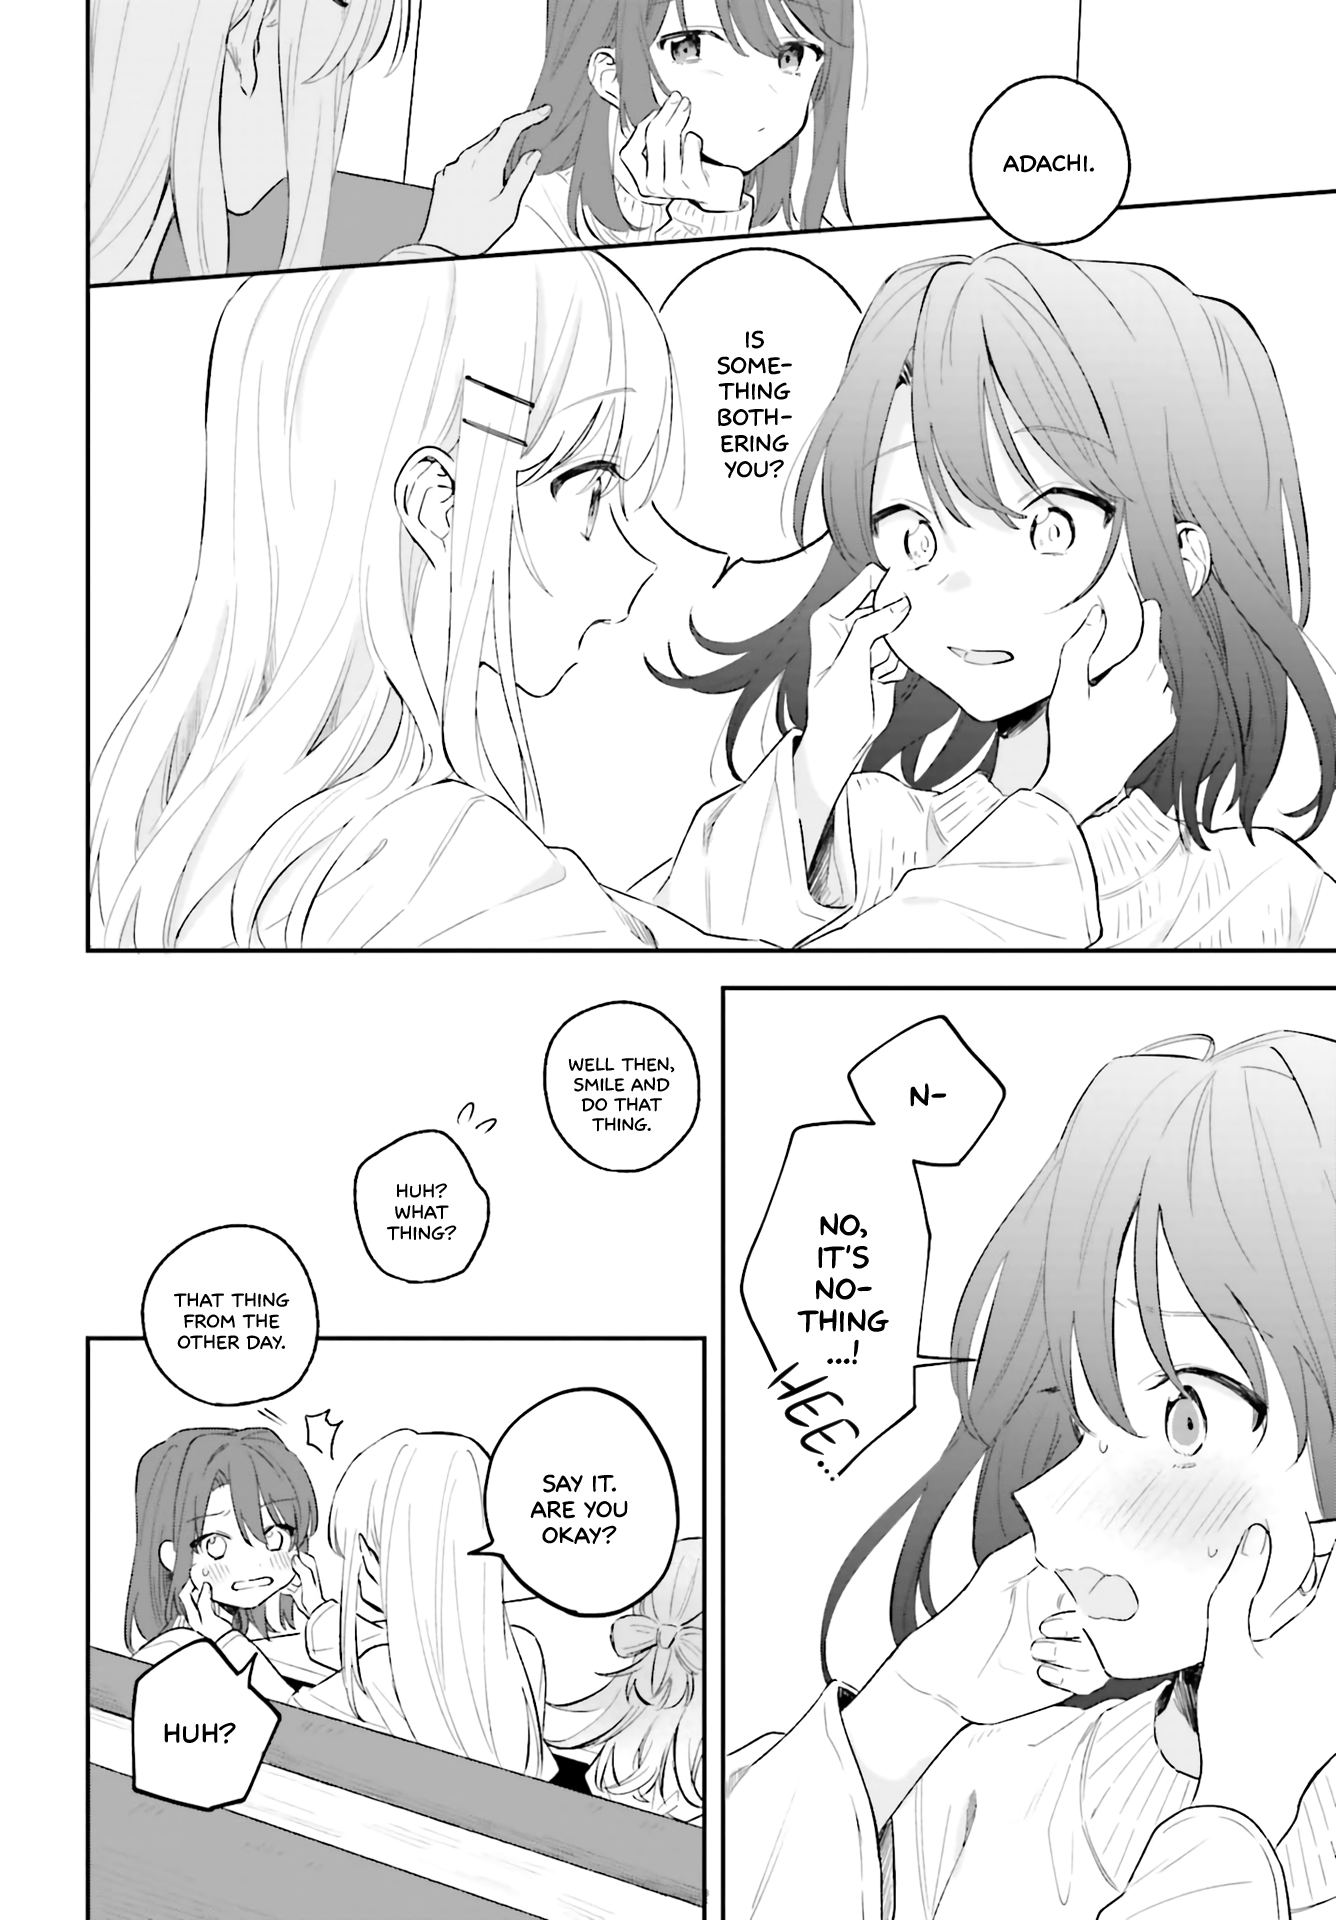 ADACHI.
IS
SOME-
THING
BOTH-
ERING
YOU?
N-
NO,
IT'S
NO-
THING
...!
HEE...
WELL THEN,
SMILE AND
DO THAT
THING.
HUH?
WHAT
THING?
THAT THING
FROM THE
OTHER DAY.
SAY IT.
ARE YOU
OKAY?
HUH?